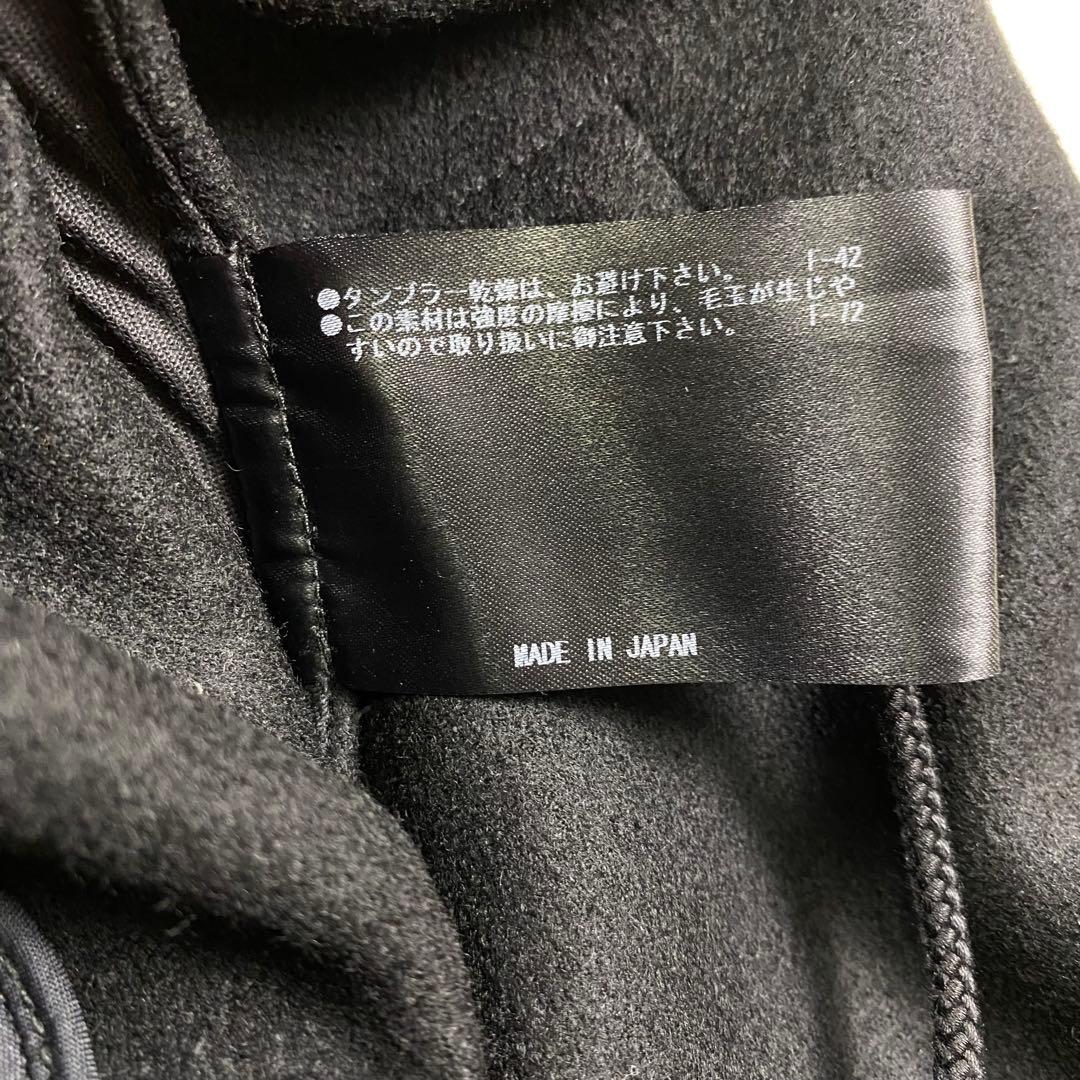 ●タンブラー乾燥は、お避け下さい。 I-42
●この素材は強度の摩擦により、毛玉が生じや I-72
すいので取り扱いに御注意下さい。
MADE IN JAPAN